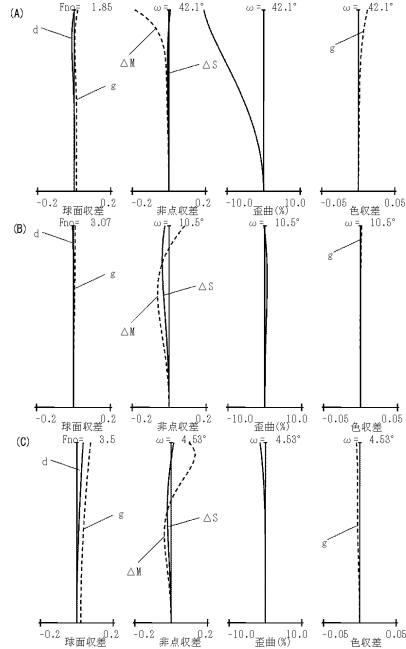 (A)
Fno= 1.85
ω= 42.1°
ω= 42.1°
ω= 42.1°
d
g
△M
△S
g
-0.2 0.2
-0.2 0.2
-10.0 10.0
-0.05 0.05
球面収差
非点収差
歪曲(%)
色収差
(B)
Fno= 3.07
ω= 10.5°
ω= 10.5°
ω= 10.5°
d
g
△S
△M
g
-0.2 0.2
-0.2 0.2
-10.0 10.0
-0.05 0.05
球面収差
非点収差
歪曲(%)
色収差
(C)
Fno= 3.5
ω= 4.53°
ω= 4.53°
ω= 4.53°
d
g
△S
△M
g
-0.2 0.2
-0.2 0.2
-10.0 10.0
-0.05 0.05
球面収差
非点収差
歪曲(%)
色収差